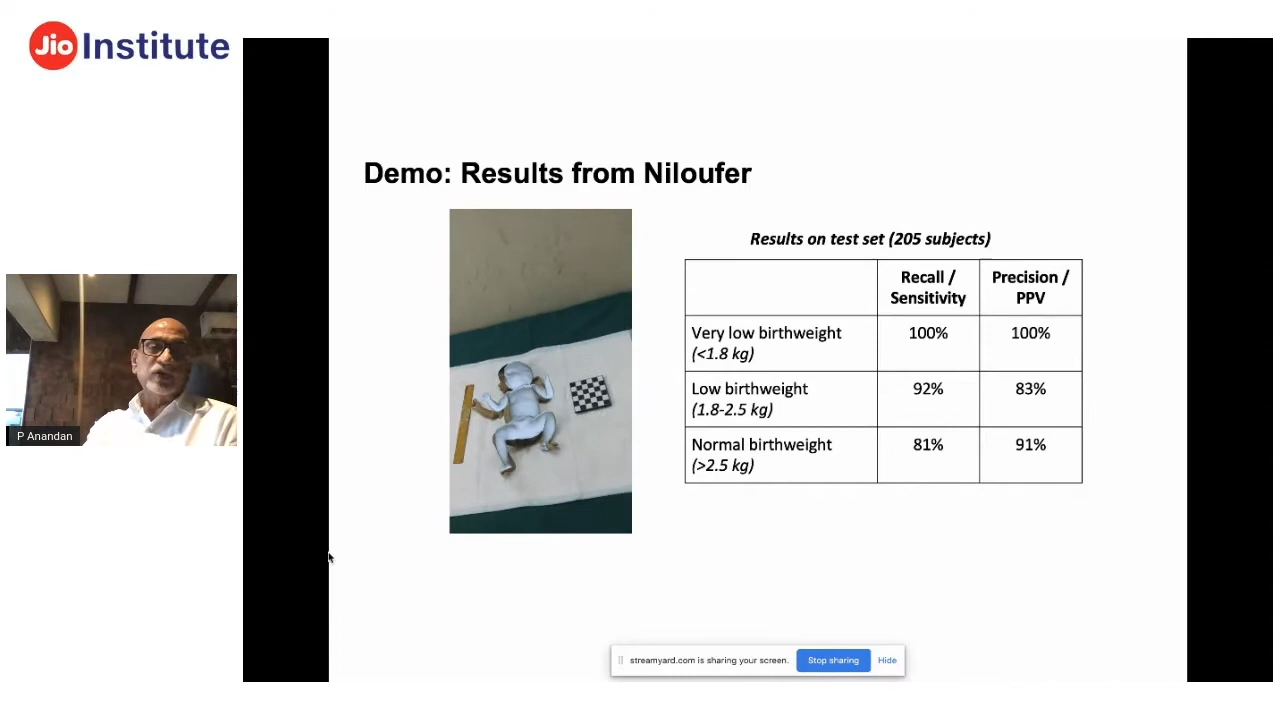 Jio Institute
Demo: Results from Niloufer
Results on test set (205 subjects)
Recall / Sensitivity
Precision / PPV
Very low birthweight (<1.8 kg)
100%
100%
Low birthweight (1.8-2.5 kg)
92%
83%
Normal birthweight (>2.5 kg)
81%
91%
P Anandan
streamyard.com is sharing your screen.
Stop sharing
Hide